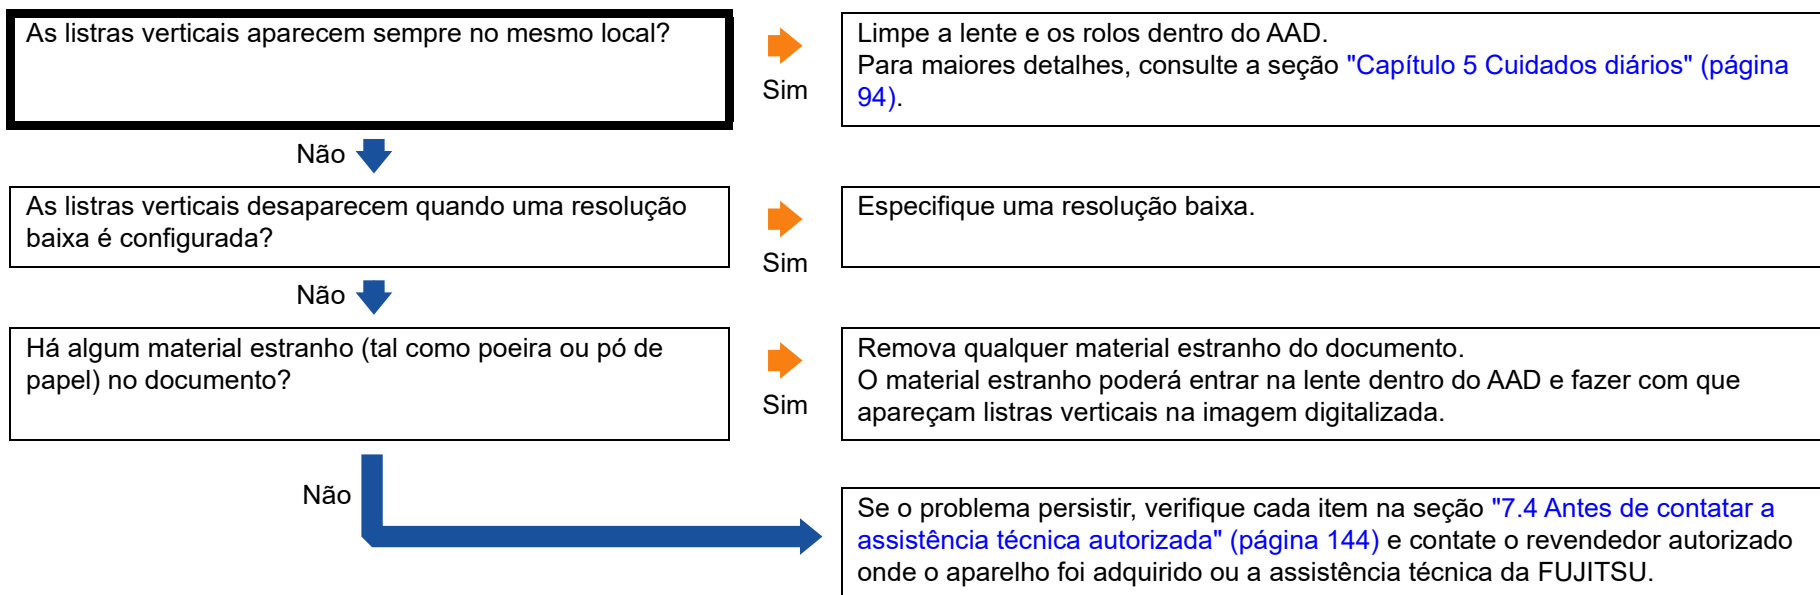 As listras verticais aparecem sempre no mesmo local?
Sim
Limpe a lente e os rolos dentro do AAD.
Para maiores detalhes, consulte a seção "Capítulo 5 Cuidados diários" (página
94).
Não
As listras verticais desaparecem quando uma resolução
baixa é configurada?
Sim
Especifique uma resolução baixa.
Não
Há algum material estranho (tal como poeira ou pó de
papel) no documento?
Sim
Remova qualquer material estranho do documento.
O material estranho poderá entrar na lente dentro do AAD e fazer com que
apareçam listras verticais na imagem digitalizada.
Não
Se o problema persistir, verifique cada item na seção "7.4 Antes de contatar a
assistência técnica autorizada" (página 144) e contate o revendedor autorizado
onde o aparelho foi adquirido ou a assistência técnica da FUJITSU.